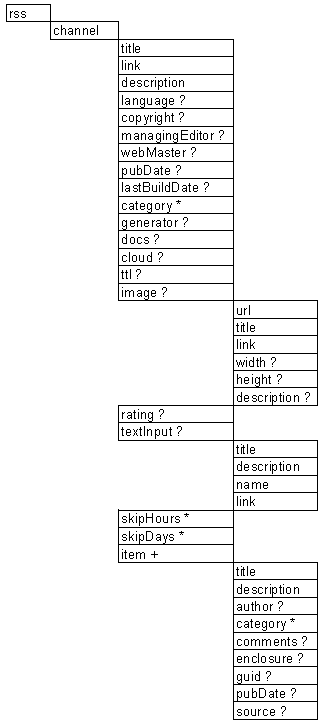 rss
channel
title
link
description
language ?
copyright ?
managingEditor ?
webMaster ?
pubDate ?
lastBuildDate ?
category *
generator ?
docs ?
cloud ?
ttl ?
image ?
url
title
link
width ?
height ?
description ?
rating ?
textInput ?
title
description
name
link
skipHours *
skipDays *
item +
title
description
author ?
category *
comments ?
enclosure ?
guid ?
pubDate ?
source ?